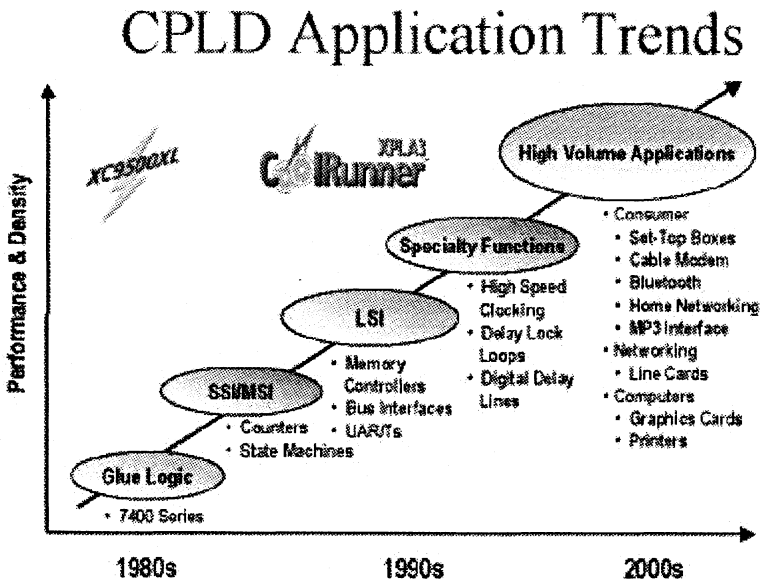 CPLD Application Trends
Performance & Density
XC9500XL
CoolRunner
XPLA3
High Volume Applications
• Consumer
• Set-Top Boxes
• Cable Modem
• Bluetooth
• Home Networking
• MP3 Interface
• Networking
• Line Cards
• Computers
• Graphics Cards
• Printers
Specialty Functions
• High Speed
Clocking
• Delay Lock
Loops
• Digital Delay
Lines
LSI
• Memory
Controllers
• Bus Interfaces
• UARTs
SSI/MSI
• Counters
• State Machines
Glue Logic
• 7400 Series
1980s
1990s
2000s